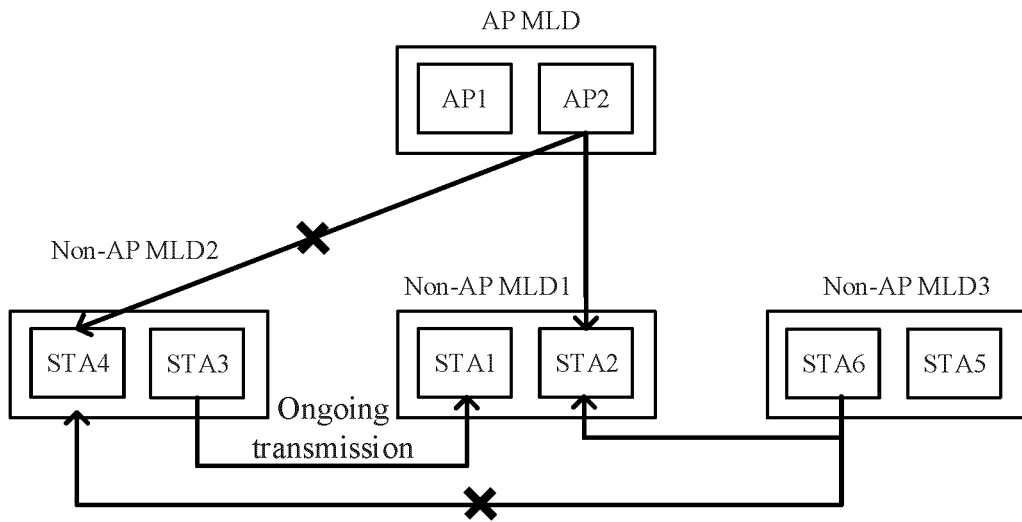 AP MLD
AP1
AP2
Non-AP MLD2
Non-AP MLD1
Non-AP MLD3
STA4
STA3
STA1
STA2
STA6
STA5
Ongoing
transmission